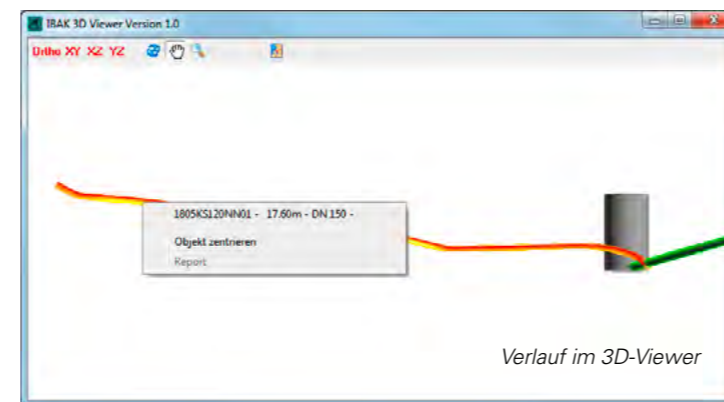 IBAK 3D Viewer Version 1.0
Ortho XY XZ YZ
1805KS120NN01 - 17.60m - DN 150 -
Objekt zentrieren
Report
Verlauf im 3D-Viewer